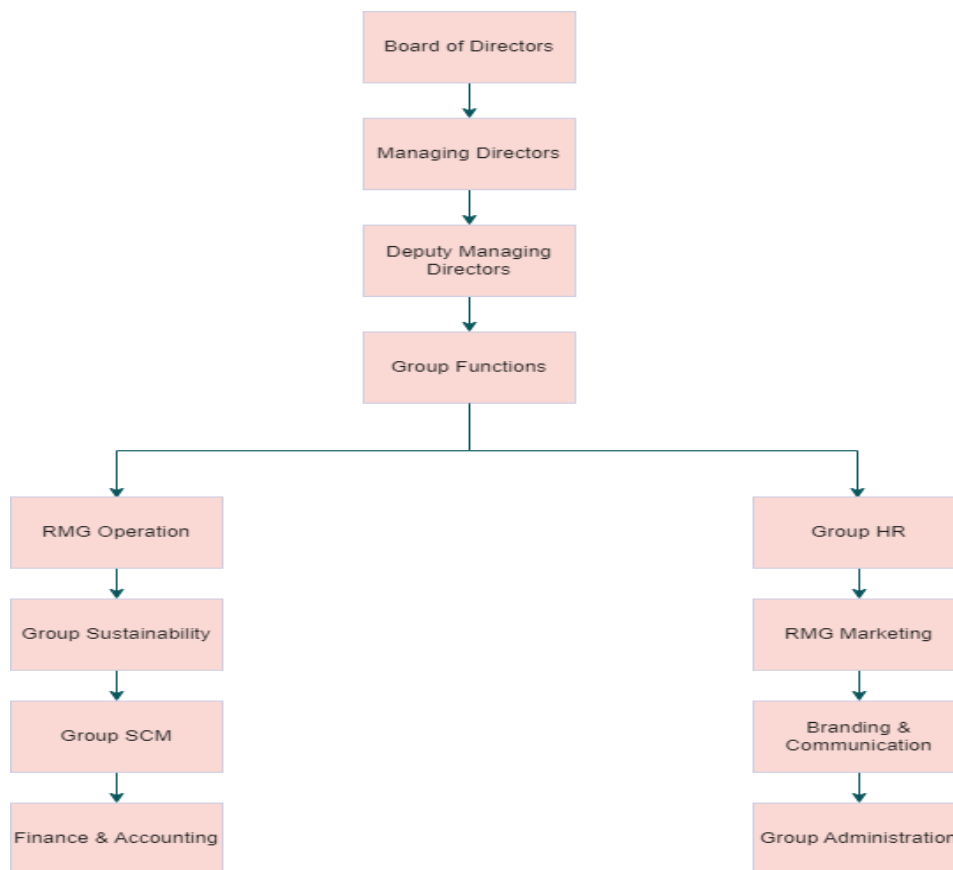 Board of Directors
Managing Directors
Deputy Managing
Directors
Group Functions
RMG Operation
Group HR
Group Sustainability
RMG Marketing
Group SCM
Branding &
Communication
Finance & Accounting
Group Administration